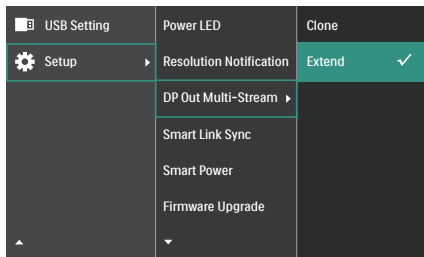 USB Setting
Setup
Power LED
Resolution Notification
DP Out Multi-Stream
Smart Link Sync
Smart Power
Firmware Upgrade
Clone
Extend